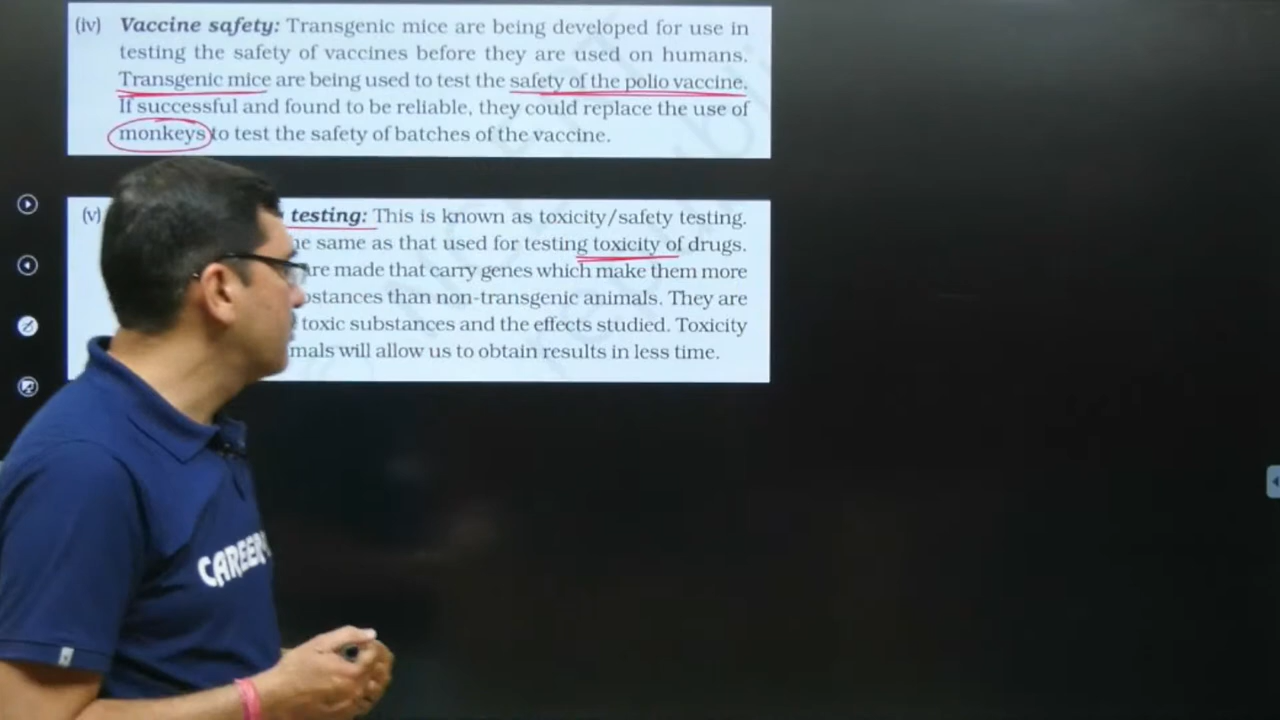 (iv) Vaccine safety: Transgenic mice are being developed for use in
testing the safety of vaccines before they are used on humans.
Transgenic mice are being used to test the safety of the polio vaccine.
If successful and found to be reliable, they could replace the use of
monkeys to test the safety of batches of the vaccine.
(v) testing: This is known as toxicity/safety testing.
same as that used for testing toxicity of drugs.
are made that carry genes which make them more
than non-transgenic animals. They are
toxic substances and the effects studied. Toxicity
will allow us to obtain results in less time.